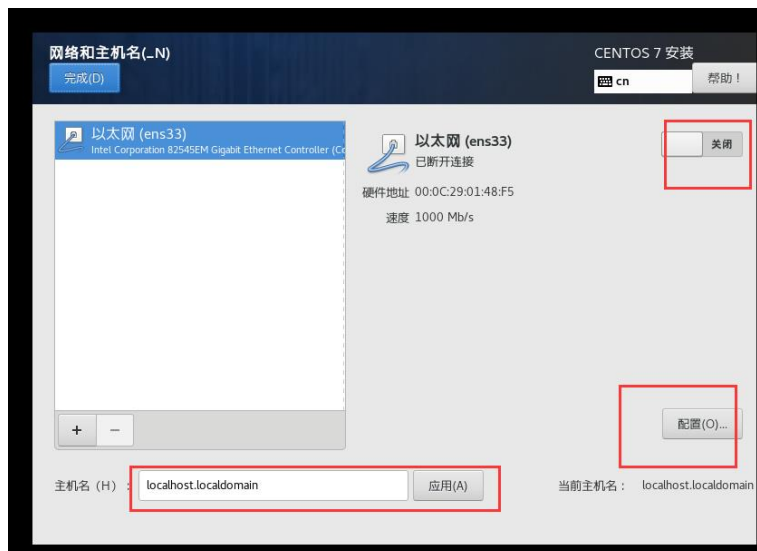 网络和主机名(_N)
CENTOS 7 安装
完成(D)
cn
帮助！
以太网 (ens33)
Intel Corporation 82545EM Gigabit Ethernet Controller (
以太网 (ens33)
已断开连接
关闭
硬件地址 00:0C:29:01:48:F5
速度 1000 Mb/s
+ −
配置(O)...
主机名（H）： localhost.localdomain 应用(A) 当前主机名： localhost.localdomain